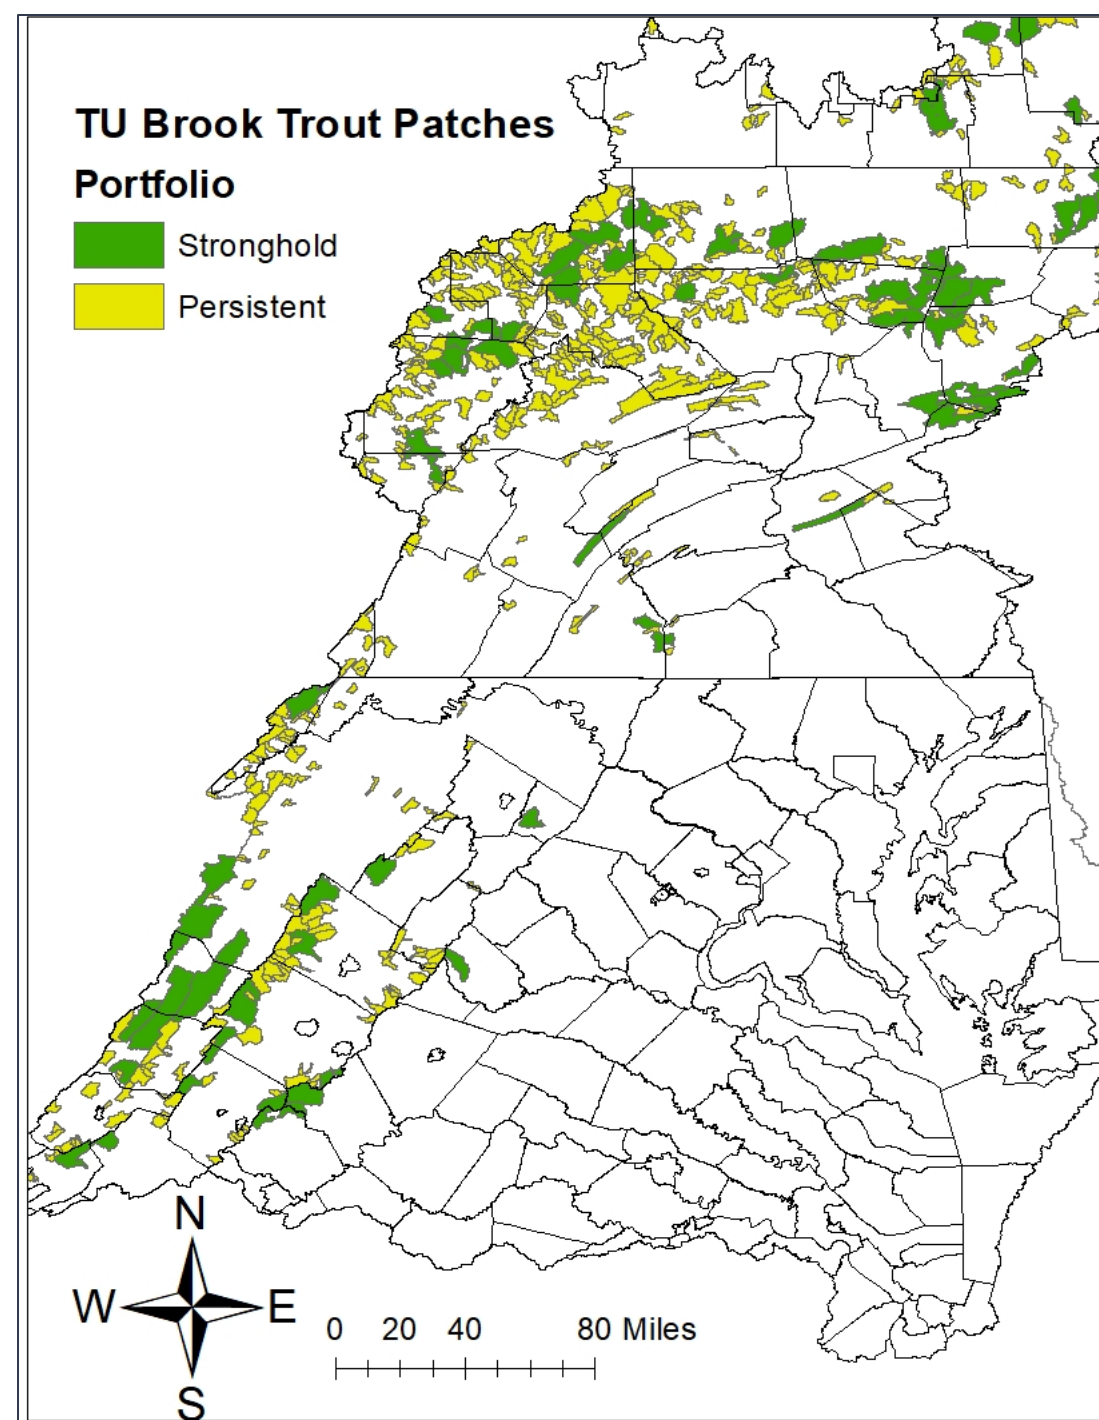 TU Brook Trout Patches
Portfolio
Stronghold
Persistent
N
W E
S
0 20 40 80 Miles